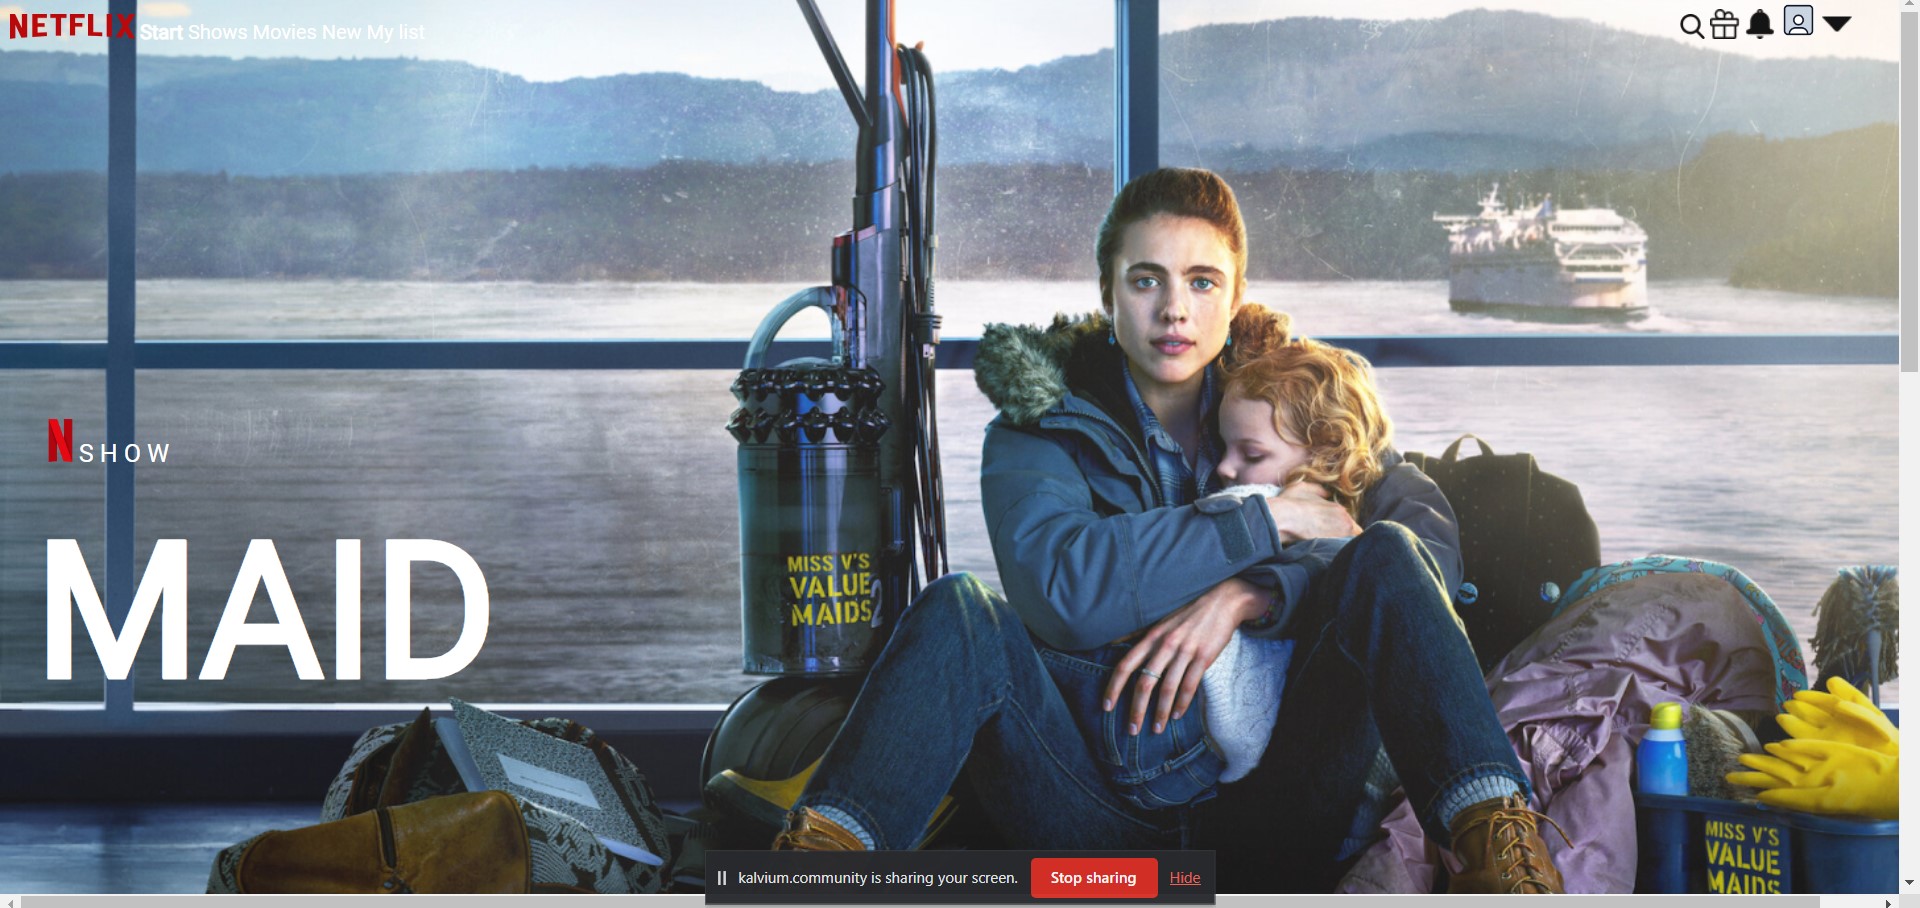 NETFLIX Start Shows Movies New My list
N SHOW
MAID
MISS V'S
VALUE
MAIDS
MISS V'S
VALUE
MAIDS
kalvium.community is sharing your screen. Stop sharing Hide